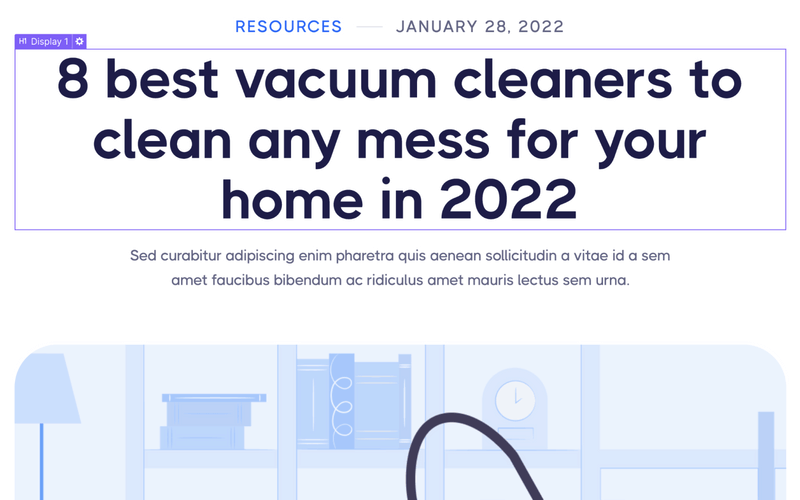 RESOURCES — JANUARY 28, 2022
H1 Display 1
8 best vacuum cleaners to
clean any mess for your
home in 2022
Sed curabitur adipiscing enim pharetra quis aenean sollicitudin a vitae id a sem
amet faucibus bibendum ac ridiculus amet mauris lectus sem urna.